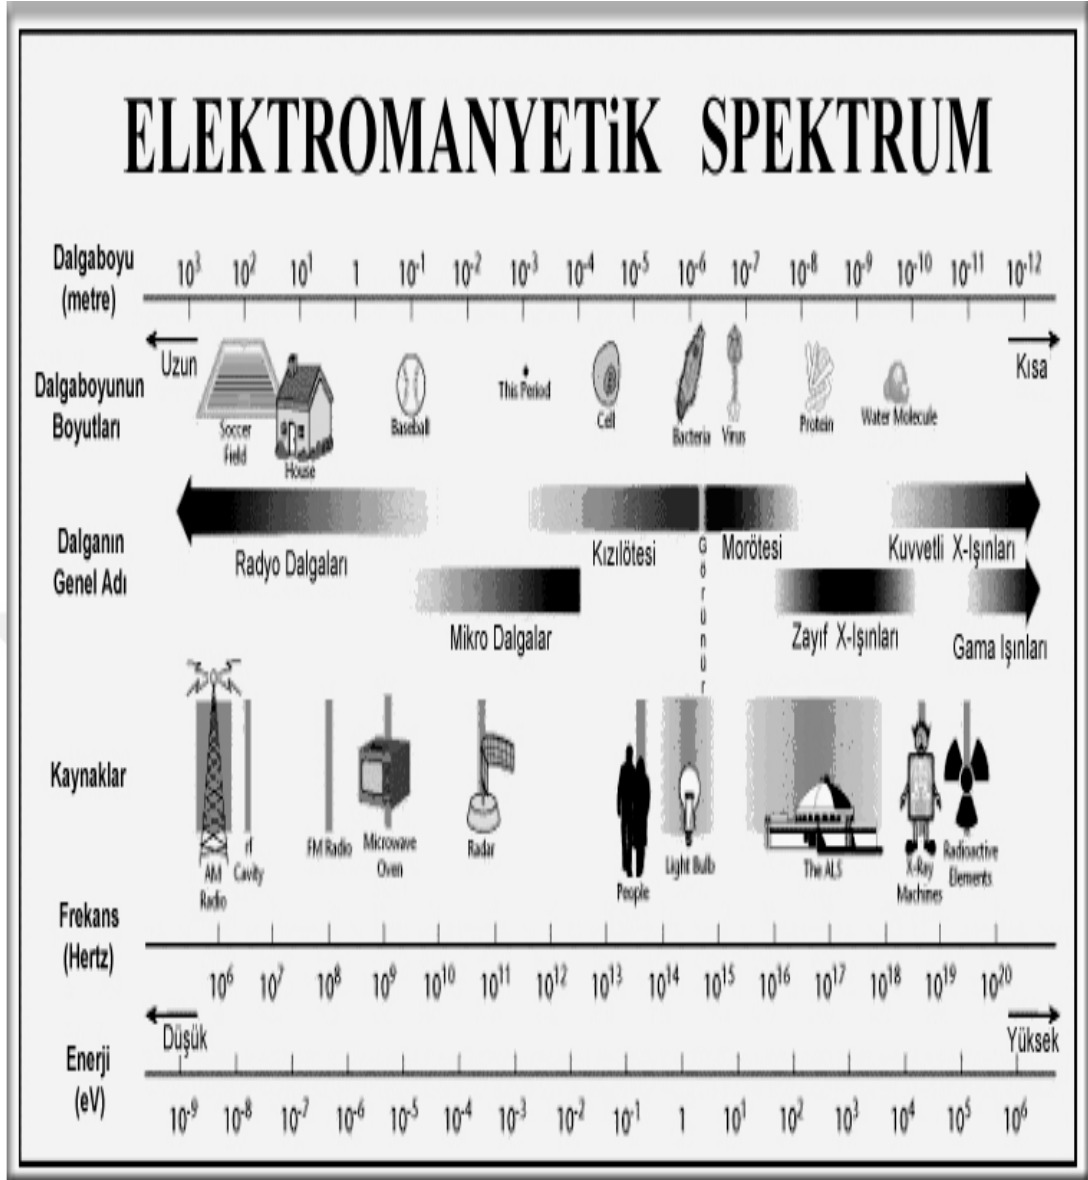 ELEKTROMANYETiK SPEKTRUM
Dalgaboyu
(metre)
10³ 10² 10¹ 1 10⁻¹ 10⁻² 10⁻³ 10⁻⁴ 10⁻⁵ 10⁻⁶ 10⁻⁷ 10⁻⁸ 10⁻⁹ 10⁻¹⁰ 10⁻¹¹ 10⁻¹²
Uzun
Kısa
Dalgaboyunun
Boyutları
Soccer
Field
House
Baseball
This Period
Cell
Bacteria
Virus
Protein
Water Molecule
Dalganın
Genel Adı
Radyo Dalgaları
Kızılötesi
Görünür
Morötesi
Kuvvetli X-Işınları
Mikro Dalgalar
Zayıf X-Işınları
Gama Işınları
Kaynaklar
AM
Radio
rf
Cavity
FM Radio
Microwave
Oven
Radar
People
Light Bulb
The ALS
X-Ray
Machines
Radioactive
Elements
Frekans
(Hertz)
10⁶ 10⁷ 10⁸ 10⁹ 10¹⁰ 10¹¹ 10¹² 10¹³ 10¹⁴ 10¹⁵ 10¹⁶ 10¹⁷ 10¹⁸ 10¹⁹ 10²⁰
Düşük
Yüksek
Enerji
(eV)
10⁻⁹ 10⁻⁸ 10⁻⁷ 10⁻⁶ 10⁻⁵ 10⁻⁴ 10⁻³ 10⁻² 10⁻¹ 1 10¹ 10² 10³ 10⁴ 10⁵ 10⁶